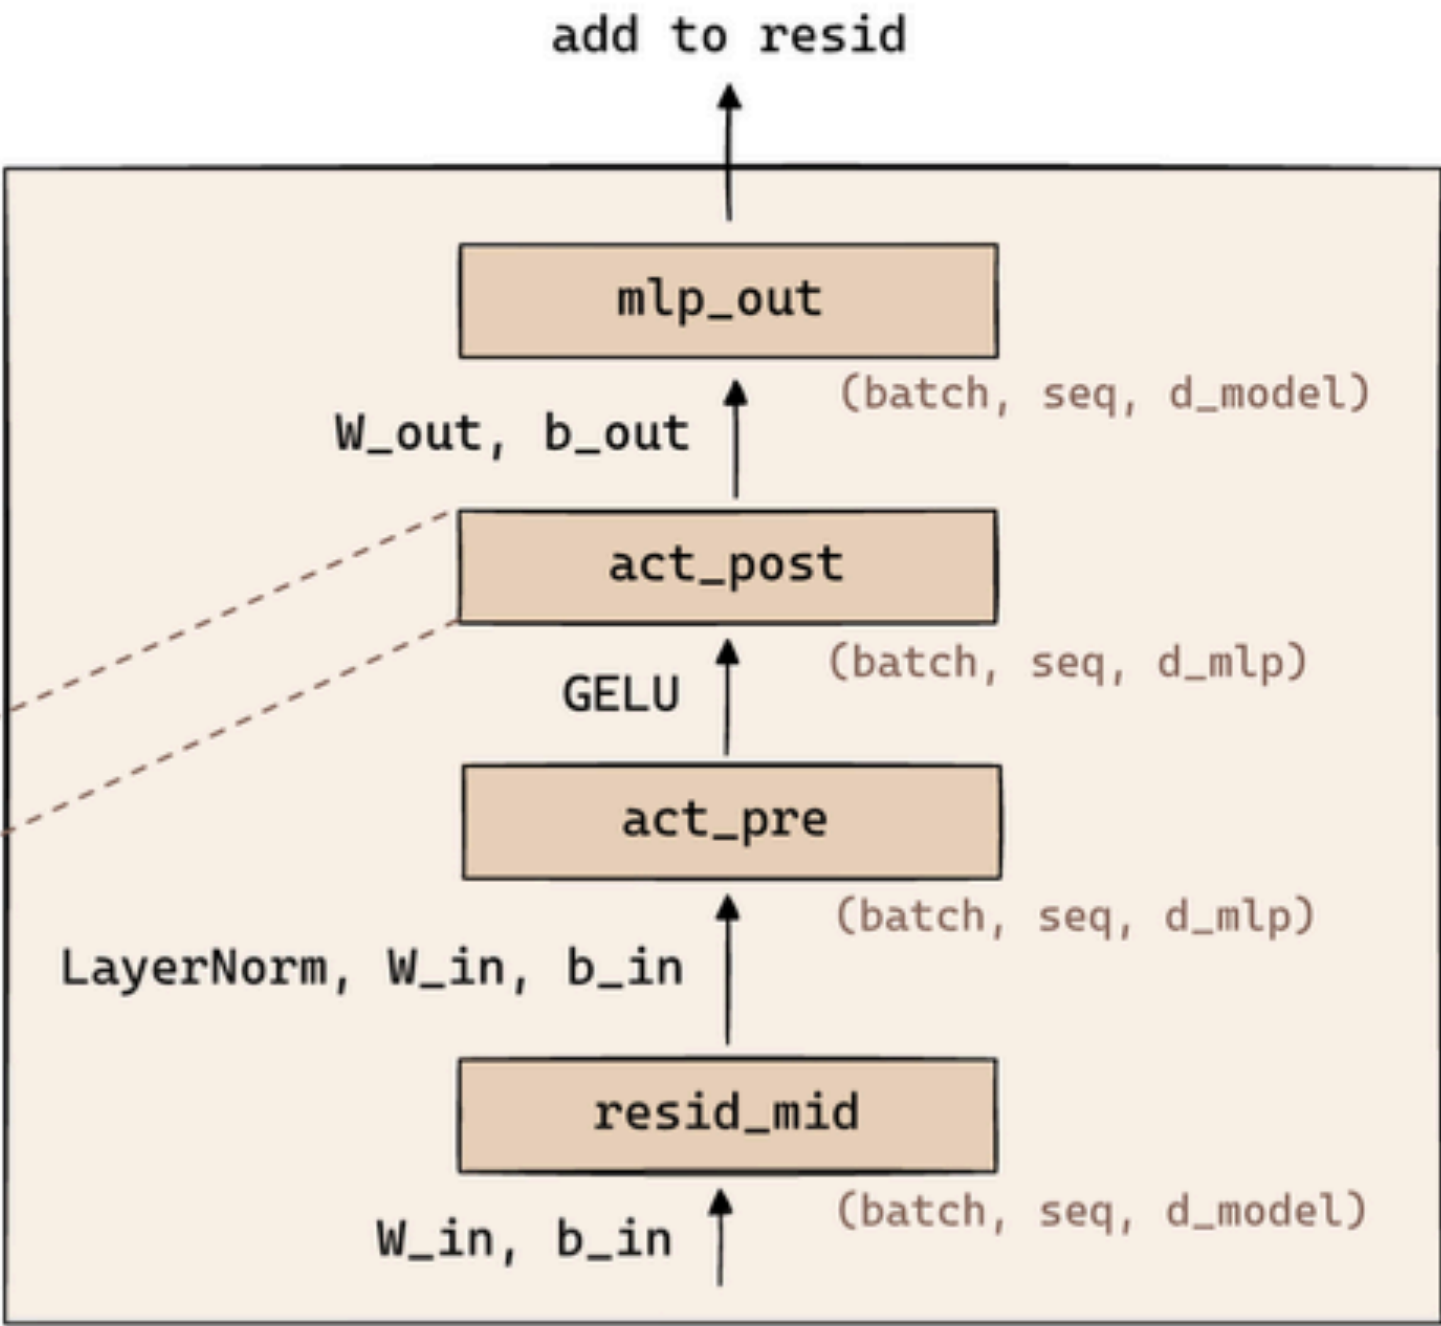 add to resid
mlp_out
(batch, seq, d_model)
W_out, b_out
act_post
(batch, seq, d_mlp)
GELU
act_pre
(batch, seq, d_mlp)
LayerNorm, W_in, b_in
resid_mid
(batch, seq, d_model)
W_in, b_in